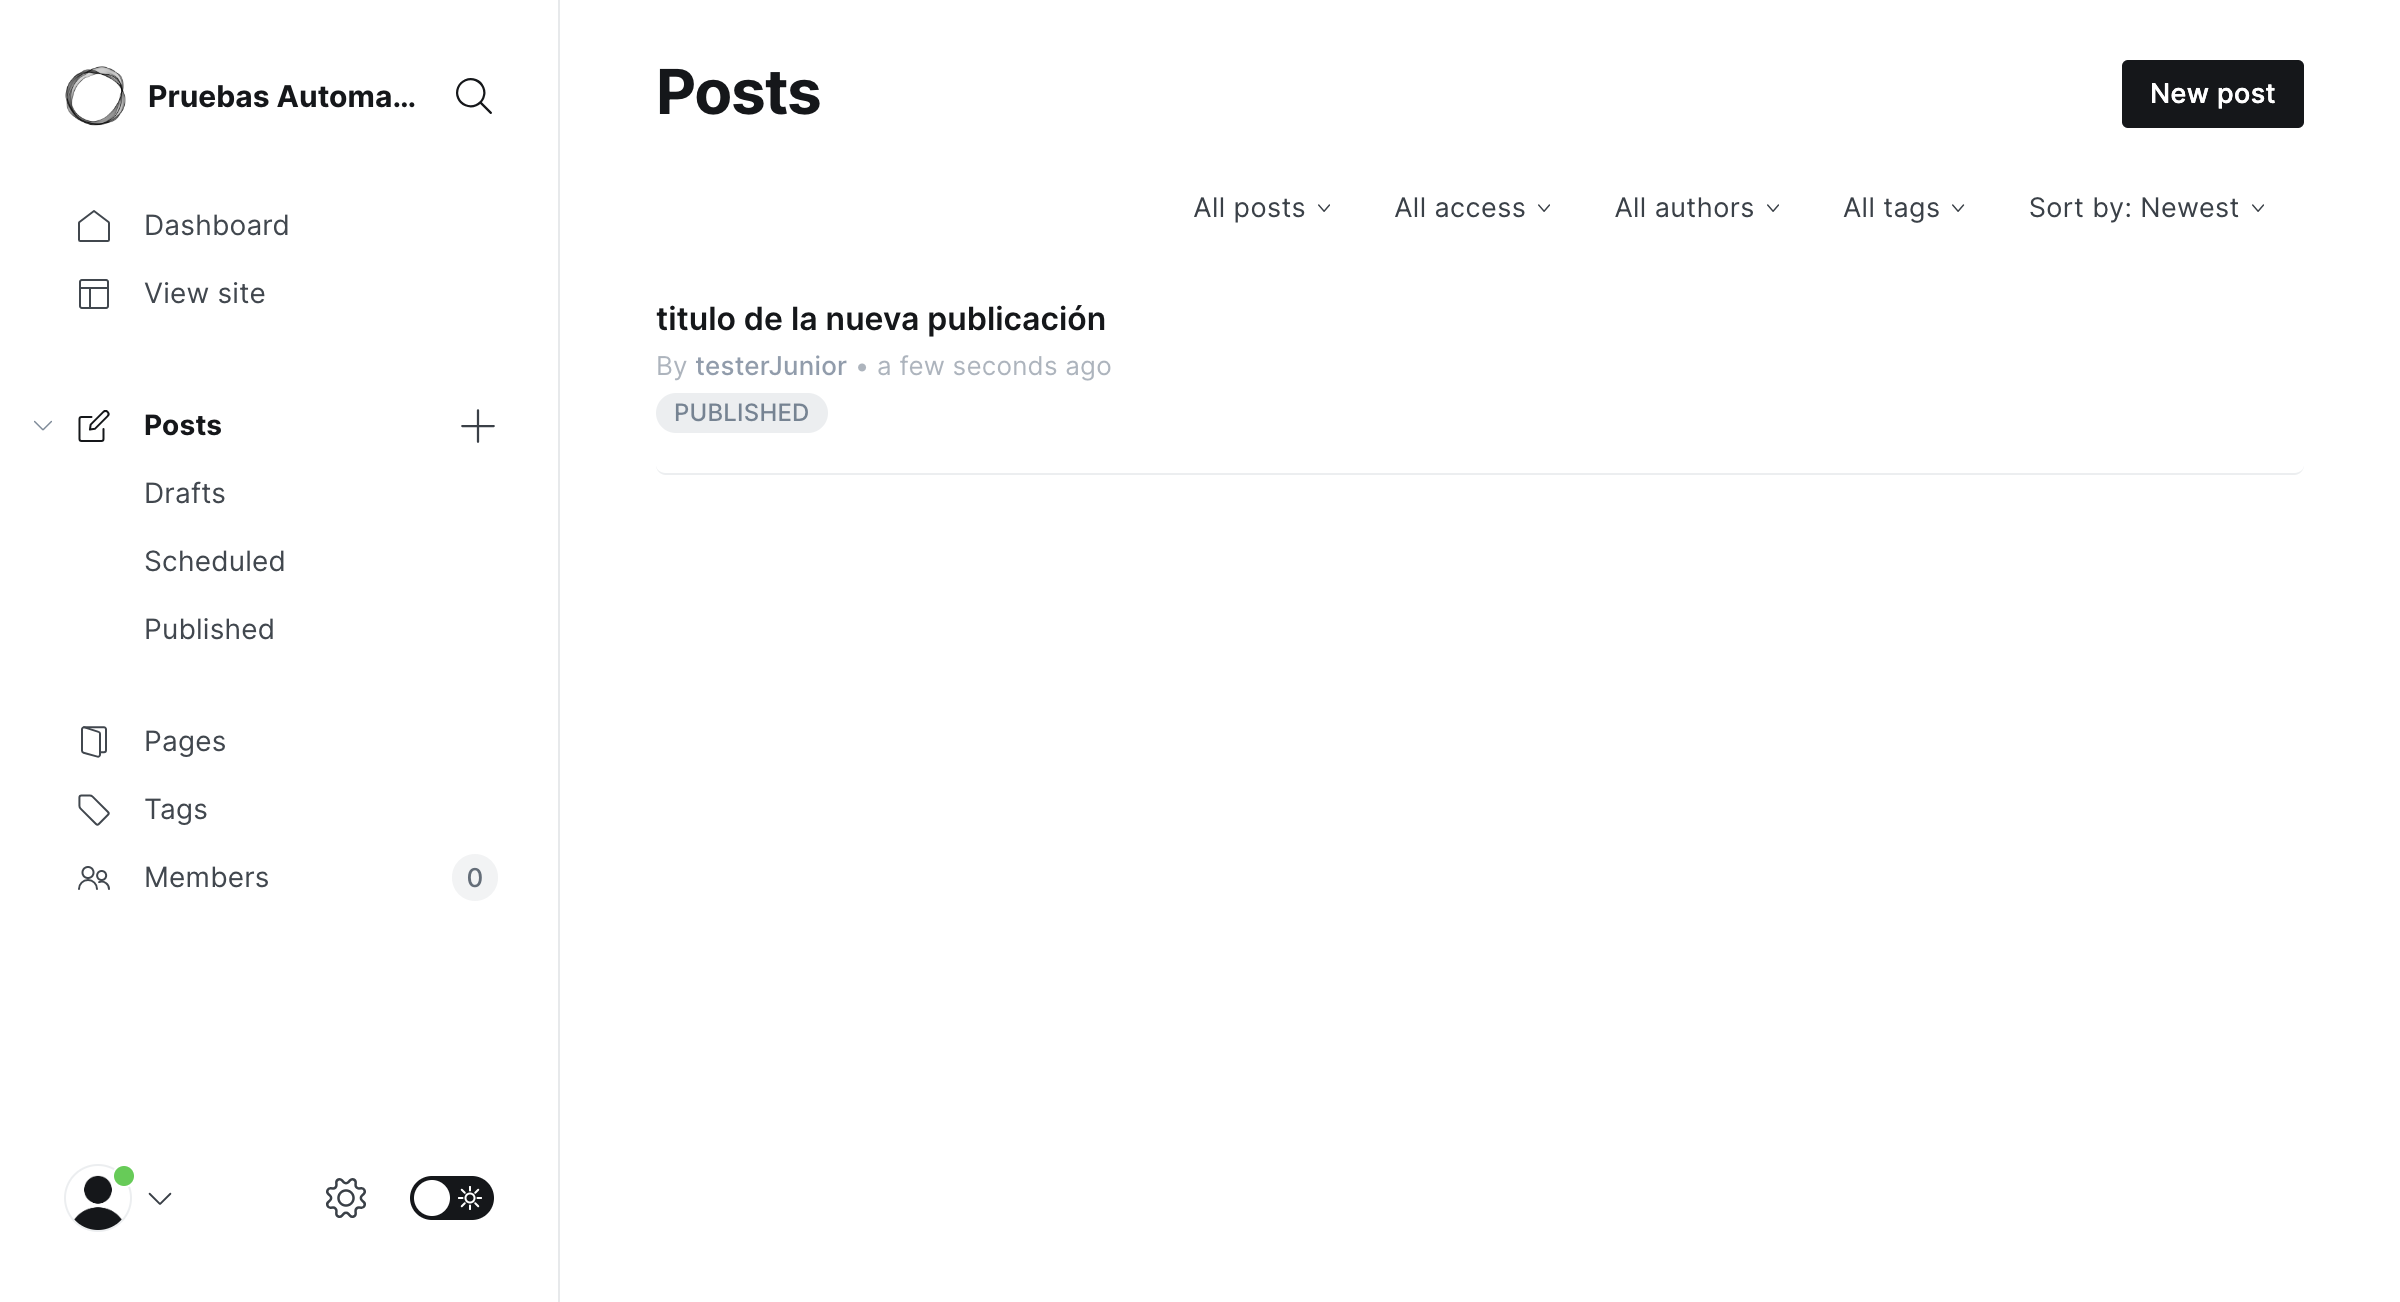 Pruebas Automa...
Dashboard
View site
Posts
Drafts
Scheduled
Published
Pages
Tags
Members 0
Posts
New post
All posts All access All authors All tags Sort by: Newest
titulo de la nueva publicación
By testerJunior • a few seconds ago
PUBLISHED